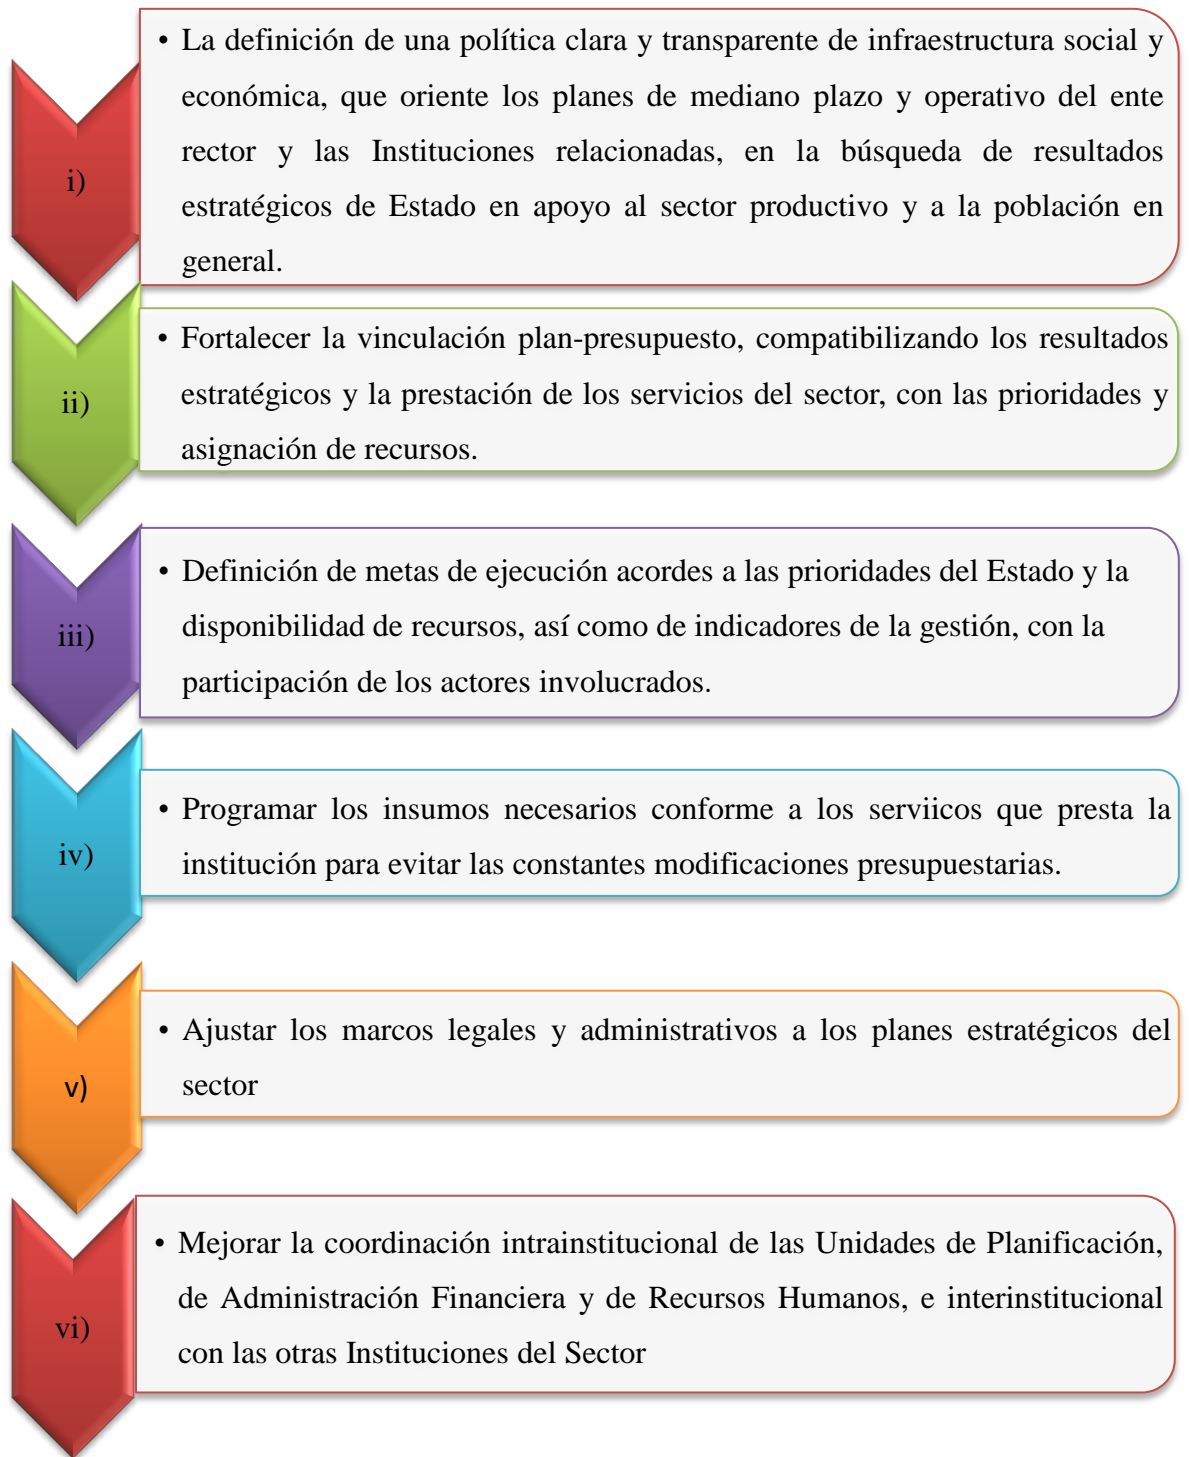 • La definición de una política clara y transparente de infraestructura social y
económica, que oriente los planes de mediano plazo y operativo del ente
rector y las Instituciones relacionadas, en la búsqueda de resultados
estratégicos de Estado en apoyo al sector productivo y a la población en
general.
i)
• Fortalecer la vinculación plan-presupuesto, compatibilizando los resultados
estratégicos y la prestación de los servicios del sector, con las prioridades y
asignación de recursos.
ii)
• Definición de metas de ejecución acordes a las prioridades del Estado y la
disponibilidad de recursos, así como de indicadores de la gestión, con la
participación de los actores involucrados.
iii)
• Programar los insumos necesarios conforme a los serviicos que presta la
institución para evitar las constantes modificaciones presupuestarias.
iv)
• Ajustar los marcos legales y administrativos a los planes estratégicos del
sector
v)
• Mejorar la coordinación intrainstitucional de las Unidades de Planificación,
de Administración Financiera y de Recursos Humanos, e interinstitucional
con las otras Instituciones del Sector
vi)